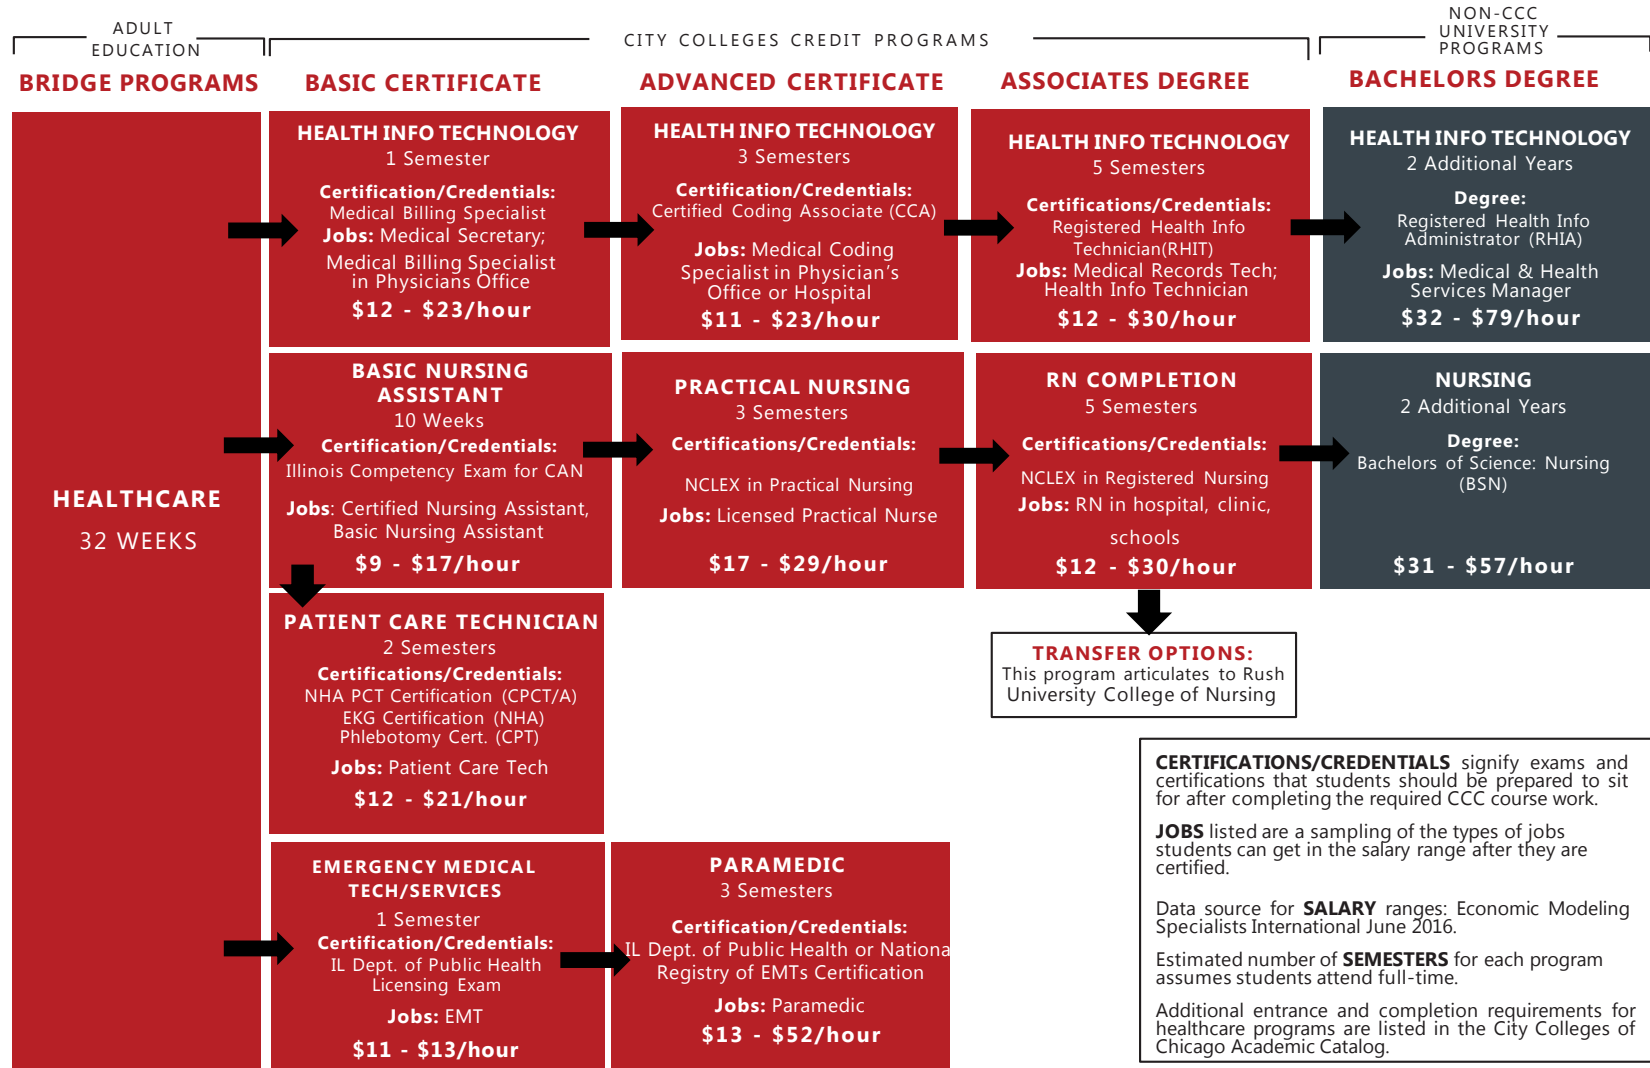 ADULT
EDUCATION
CITY COLLEGES CREDIT PROGRAMS
NON-CCC
UNIVERSITY
PROGRAMS
BRIDGE PROGRAMS
BASIC CERTIFICATE
ADVANCED CERTIFICATE
ASSOCIATES DEGREE
BACHELORS DEGREE
HEALTHCARE
32 WEEKS
HEALTH INFO TECHNOLOGY
1 Semester
Certification/Credentials:
Medical Billing Specialist
Jobs: Medical Secretary;
Medical Billing Specialist
in Physicians Office
$12 - $23/hour
HEALTH INFO TECHNOLOGY
3 Semesters
Certification/Credentials:
Certified Coding Associate (CCA)
Jobs: Medical Coding
Specialist in Physician's
Office or Hospital
$11 - $23/hour
HEALTH INFO TECHNOLOGY
5 Semesters
Certifications/Credentials:
Registered Health Info
Technician(RHIT)
Jobs: Medical Records Tech;
Health Info Technician
$12 - $30/hour
HEALTH INFO TECHNOLOGY
2 Additional Years
Degree:
Registered Health Info
Administrator (RHIA)
Jobs: Medical & Health
Services Manager
$32 - $79/hour
BASIC NURSING
ASSISTANT
10 Weeks
Certification/Credentials:
Illinois Competency Exam for CAN
Jobs: Certified Nursing Assistant,
Basic Nursing Assistant
$9 - $17/hour
PRACTICAL NURSING
3 Semesters
Certifications/Credentials:
NCLEX in Practical Nursing
Jobs: Licensed Practical Nurse
$17 - $29/hour
RN COMPLETION
5 Semesters
Certifications/Credentials:
NCLEX in Registered Nursing
Jobs: RN in hospital, clinic,
schools
$12 - $30/hour
NURSING
2 Additional Years
Degree:
Bachelors of Science: Nursing
(BSN)
$31 - $57/hour
PATIENT CARE TECHNICIAN
2 Semesters
Certifications/Credentials:
NHA PCT Certification (CPCT/A)
EKG Certification (NHA)
Phlebotomy Cert. (CPT)
Jobs: Patient Care Tech
$12 - $21/hour
TRANSFER OPTIONS:
This program articulates to Rush
University College of Nursing
EMERGENCY MEDICAL
TECH/SERVICES
1 Semester
Certification/Credentials:
IL Dept. of Public Health
Licensing Exam
Jobs: EMT
$11 - $13/hour
PARAMEDIC
3 Semesters
Certification/Credentials:
IL Dept. of Public Health or Nationa
Registry of EMTs Certification
Jobs: Paramedic
$13 - $52/hour
CERTIFICATIONS/CREDENTIALS signify exams and
certifications that students should be prepared to sit
for after completing the required CCC course work.
JOBS listed are a sampling of the types of jobs
students can get in the salary range after they are
certified.
Data source for SALARY ranges: Economic Modeling
Specialists International June 2016.
Estimated number of SEMESTERS for each program
assumes students attend full-time.
Additional entrance and completion requirements for
healthcare programs are listed in the City Colleges of
Chicago Academic Catalog.